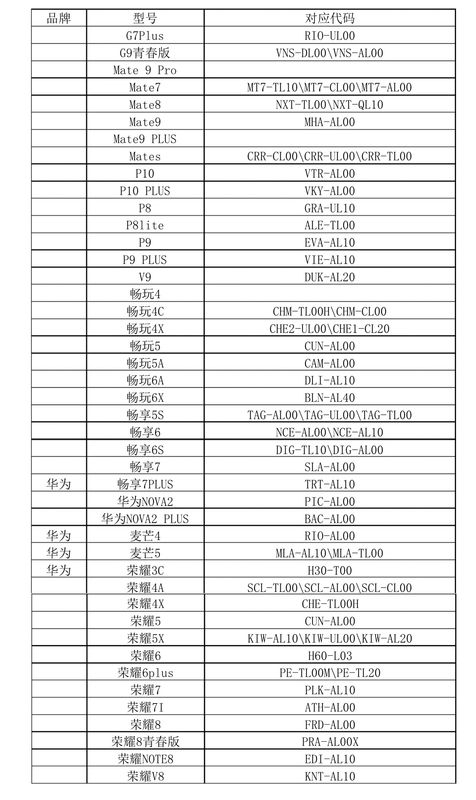 品牌 型号 对应代码
G7Plus RIO-UL00
G9青春版 VNS-DL00\VNS-AL00
Mate 9 Pro
Mate7 MT7-TL10\MT7-CL00\MT7-AL00
Mate8 NXT-TL00\NXT-QL10
Mate9 MHA-AL00
Mate9 PLUS
Mates CRR-CL00\CRR-UL00\CRR-TL00
P10 VTR-AL00
P10 PLUS VKY-AL00
P8 GRA-UL10
P8lite ALE-TL00
P9 EVA-AL10
P9 PLUS VIE-AL10
V9 DUK-AL20
畅玩4
畅玩4C CHM-TL00H\CHM-CL00
畅玩4X CHE2-UL00\CHE1-CL20
畅玩5 CUN-AL00
畅玩5A CAM-AL00
畅玩6A DLI-AL10
畅玩6X BLN-AL40
畅享5S TAG-AL00\TAG-UL00\TAG-TL00
畅享6 NCE-AL00\NCE-AL10
畅享6S DIG-TL10\DIG-AL00
畅享7 SLA-AL00
华为 畅享7PLUS TRT-AL10
华为NOVA2 PIC-AL00
华为NOVA2 PLUS BAC-AL00
华为 麦芒4 RIO-AL00
华为 麦芒5 MLA-AL10\MLA-TL00
华为 荣耀3C H30-T00
荣耀4A SCL-TL00\SCL-AL00\SCL-CL00
荣耀4X CHE-TL00H
荣耀5 CUN-AL00
荣耀5X KIW-AL10\KIW-UL00\KIW-AL20
荣耀6 H60-L03
荣耀6plus PE-TL00M\PE-TL20
荣耀7 PLK-AL10
荣耀7I ATH-AL00
荣耀8 FRD-AL00
荣耀8青春版 PRA-AL00X
荣耀NOTE8 EDI-AL10
荣耀V8 KNT-AL10